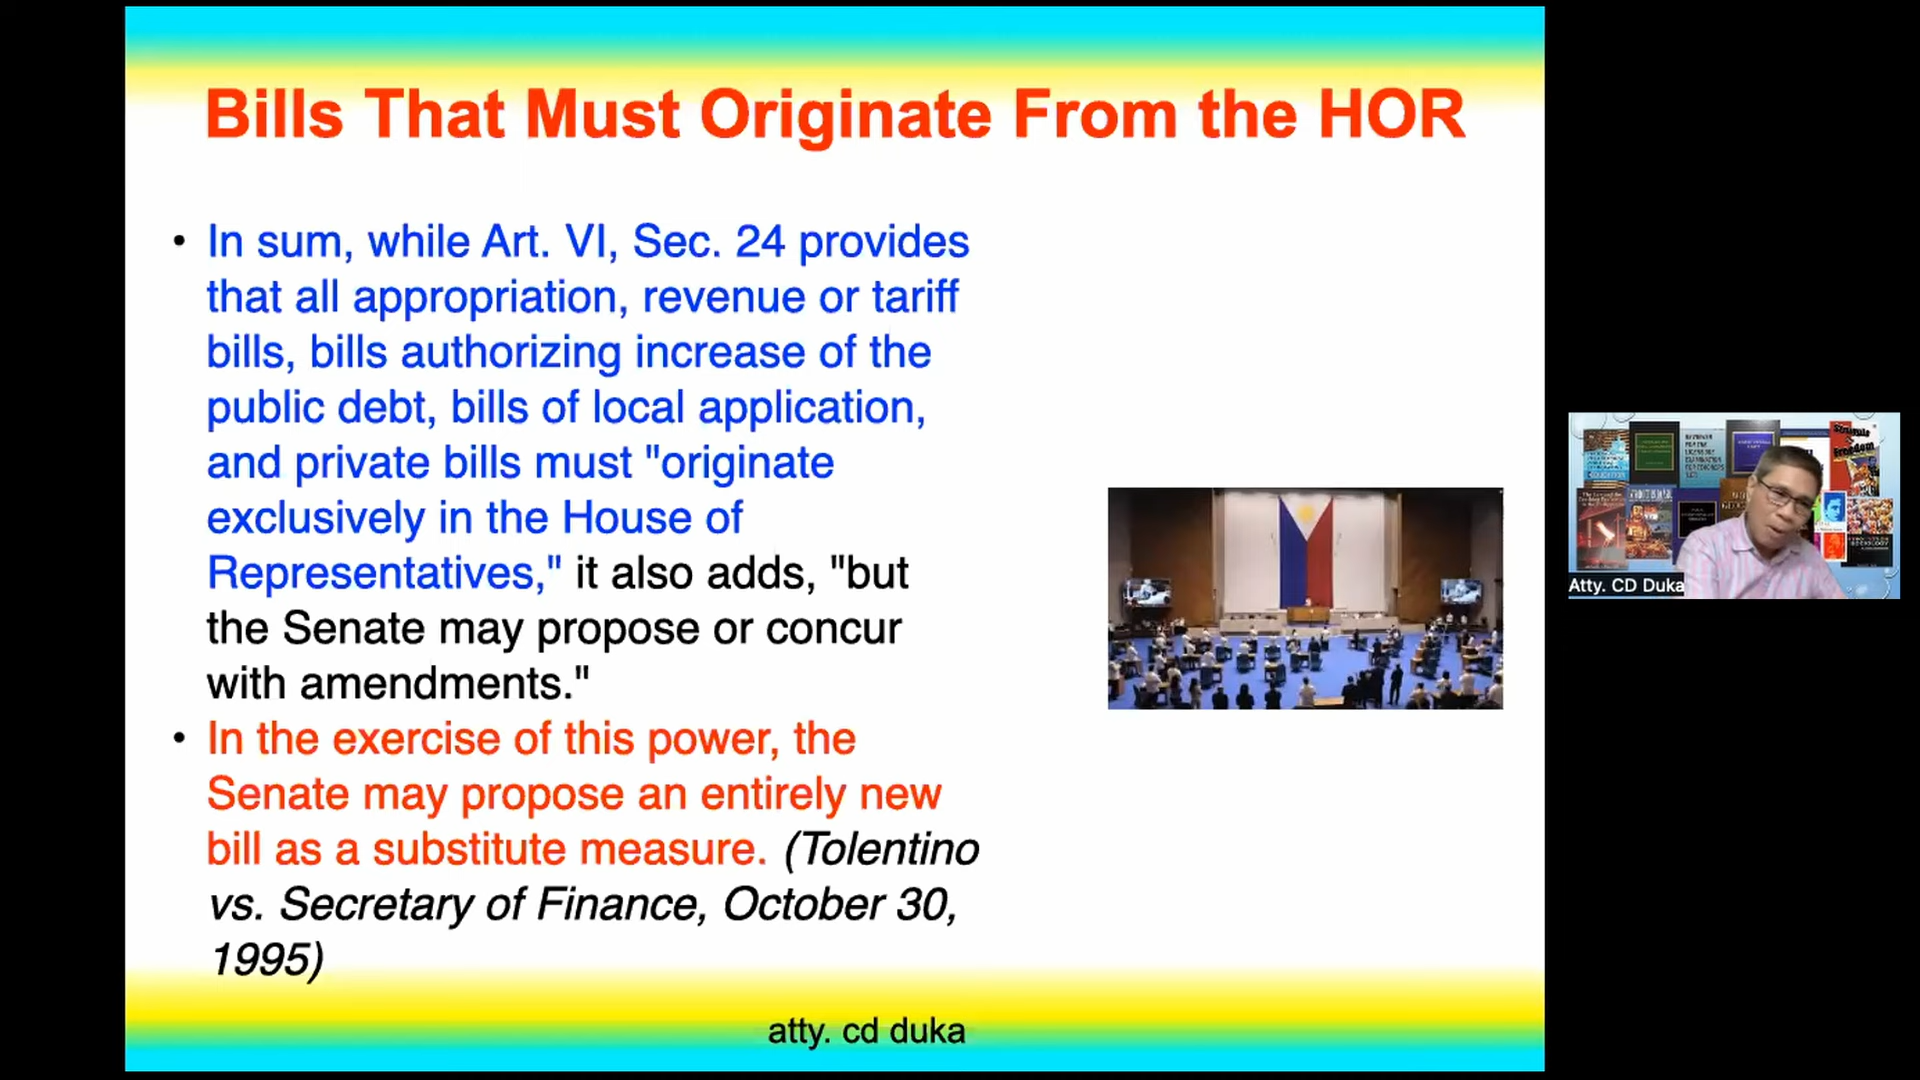 Bills That Must Originate From the HOR
• In sum, while Art. VI, Sec. 24 provides
that all appropriation, revenue or tariff
bills, bills authorizing increase of the
public debt, bills of local application,
and private bills must "originate
exclusively in the House of
Representatives," it also adds, "but
the Senate may propose or concur
with amendments."
• In the exercise of this power, the
Senate may propose an entirely new
bill as a substitute measure. (Tolentino
vs. Secretary of Finance, October 30,
1995)
atty. cd duka
Atty. CD Duka